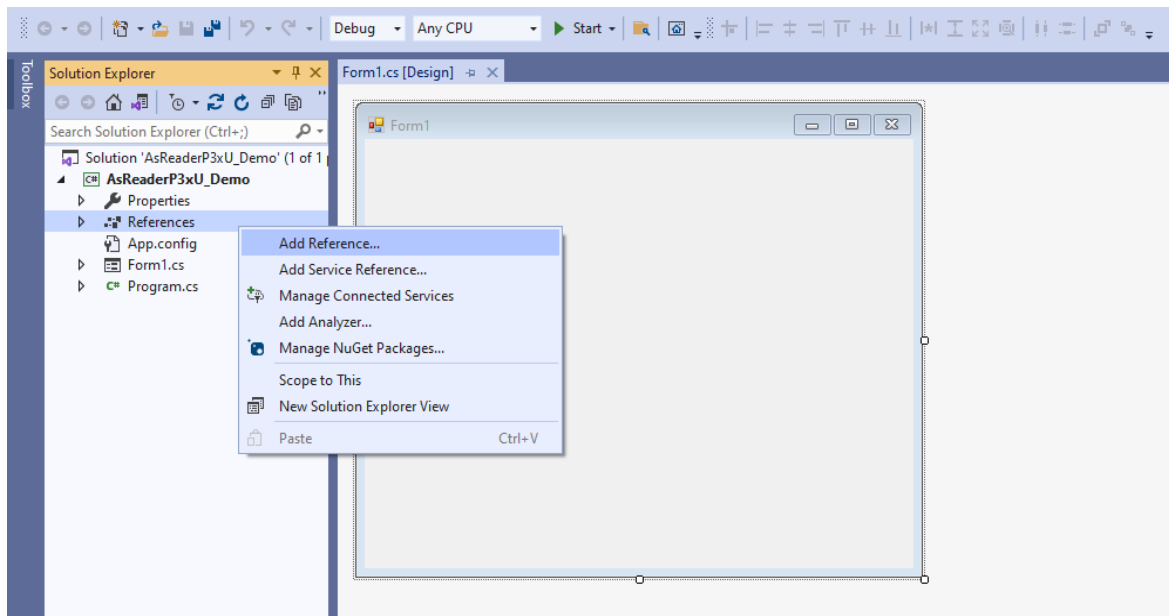 Debug Any CPU Start
Toolbox
Solution Explorer
Form1.cs [Design]
Search Solution Explorer (Ctrl+;)
Form1
Solution 'AsReaderP3xU_Demo' (1 of 1
C# AsReaderP3xU_Demo
Properties
References
App.config
Form1.cs
C# Program.cs
Add Reference...
Add Service Reference...
Manage Connected Services
Add Analyzer...
Manage NuGet Packages...
Scope to This
New Solution Explorer View
Paste Ctrl+V